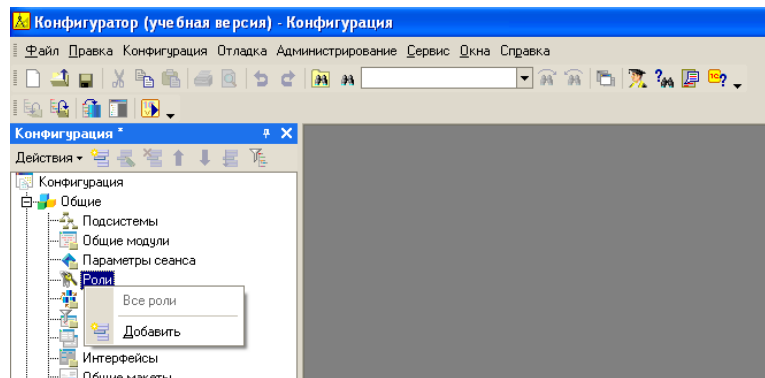 Конфигуратор (учебная версия) - Конфигурация
Файл Правка Конфигурация Отладка Администрирование Сервис Окна Справка
Конфигурация *
Действия
Конфигурация
Общие
Подсистемы
Общие модули
Параметры сеанса
Роли
Все роли
Добавить
Интерфейсы
Общие макеты